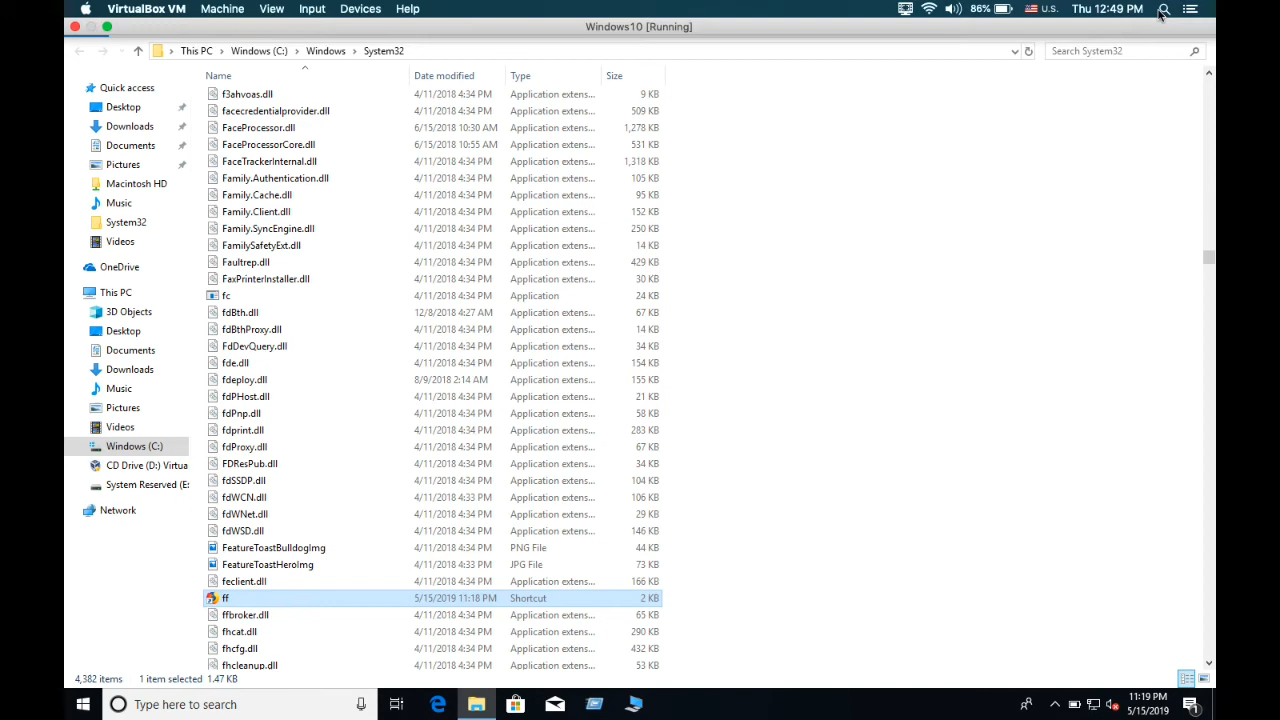 VirtualBox VM Machine View Input Devices Help 86% U.S. Thu 12:49 PM
Windows10 [Running]
This PC > Windows (C:) > Windows > System32 Search System32
Name Date modified Type Size
Quick access
Desktop
Downloads
Documents
Pictures
Macintosh HD
Music
System32
Videos
OneDrive
This PC
3D Objects
Desktop
Documents
Downloads
Music
Pictures
Videos
Windows (C:)
CD Drive (D:) Virtua
System Reserved (E:
Network
f3ahvoas.dll 4/11/2018 4:34 PM Application extens... 9 KB
facecredentialprovider.dll 4/11/2018 4:34 PM Application extens... 509 KB
FaceProcessor.dll 6/15/2018 10:30 AM Application extens... 1,278 KB
FaceProcessorCore.dll 6/15/2018 10:55 AM Application extens... 531 KB
FaceTrackerInternal.dll 4/11/2018 4:34 PM Application extens... 1,318 KB
Family.Authentication.dll 4/11/2018 4:34 PM Application extens... 105 KB
Family.Cache.dll 4/11/2018 4:34 PM Application extens... 95 KB
Family.Client.dll 4/11/2018 4:34 PM Application extens... 152 KB
Family.SyncEngine.dll 4/11/2018 4:34 PM Application extens... 250 KB
FamilySafetyExt.dll 4/11/2018 4:34 PM Application extens... 14 KB
Faultrep.dll 4/11/2018 4:34 PM Application extens... 429 KB
FaxPrinterInstaller.dll 4/11/2018 4:34 PM Application extens... 30 KB
fc 4/11/2018 4:34 PM Application 24 KB
fdBth.dll 12/8/2018 4:27 AM Application extens... 67 KB
fdBthProxy.dll 4/11/2018 4:34 PM Application extens... 14 KB
FdDevQuery.dll 4/11/2018 4:34 PM Application extens... 34 KB
fde.dll 4/11/2018 4:34 PM Application extens... 154 KB
fdeploy.dll 8/9/2018 2:14 AM Application extens... 155 KB
fdPHost.dll 4/11/2018 4:34 PM Application extens... 21 KB
fdPnp.dll 4/11/2018 4:34 PM Application extens... 58 KB
fdprint.dll 4/11/2018 4:34 PM Application extens... 283 KB
fdProxy.dll 4/11/2018 4:34 PM Application extens... 67 KB
FDResPub.dll 4/11/2018 4:34 PM Application extens... 34 KB
fdSSDP.dll 4/11/2018 4:34 PM Application extens... 104 KB
fdWCN.dll 4/11/2018 4:33 PM Application extens... 106 KB
fdWNet.dll 4/11/2018 4:34 PM Application extens... 29 KB
fdWSD.dll 4/11/2018 4:34 PM Application extens... 146 KB
FeatureToastBulldogImg 4/11/2018 4:34 PM PNG File 44 KB
FeatureToastHeroImg 4/11/2018 4:33 PM JPG File 73 KB
feclient.dll 4/11/2018 4:34 PM Application extens... 166 KB
ff 5/15/2019 11:18 PM Shortcut 2 KB
ffbroker.dll 4/11/2018 4:34 PM Application extens... 65 KB
fhcat.dll 4/11/2018 4:34 PM Application extens... 290 KB
fhcfg.dll 4/11/2018 4:34 PM Application extens... 432 KB
fhcleanup.dll 4/11/2018 4:34 PM Application extens... 53 KB
4,382 items 1 item selected 1.47 KB
Type here to search
11:19 PM
5/15/2019
1